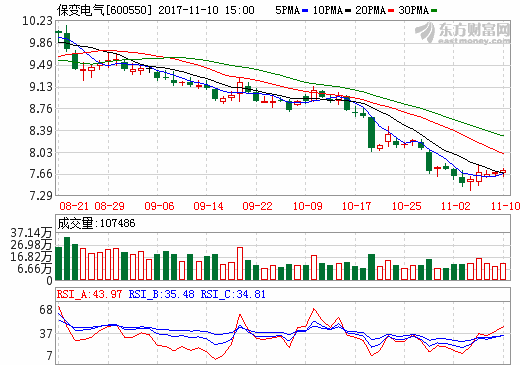 保变电气[600550] 2017-11-10 15:00 5PMA 10PMA 20PMA 30PMA
东方财富网
eastmoney.com
10.23
9.86
9.49
9.13
8.76
8.39
8.03
7.66
7.29
08-21 08-29 09-06 09-14 09-22 10-09 10-17 10-25 11-02 11-10
成交量:107486
37.14万
26.98万
16.82万
6.66万
0
RSI_A:43.97 RSI_B:35.48 RSI_C:34.81
68
37
7